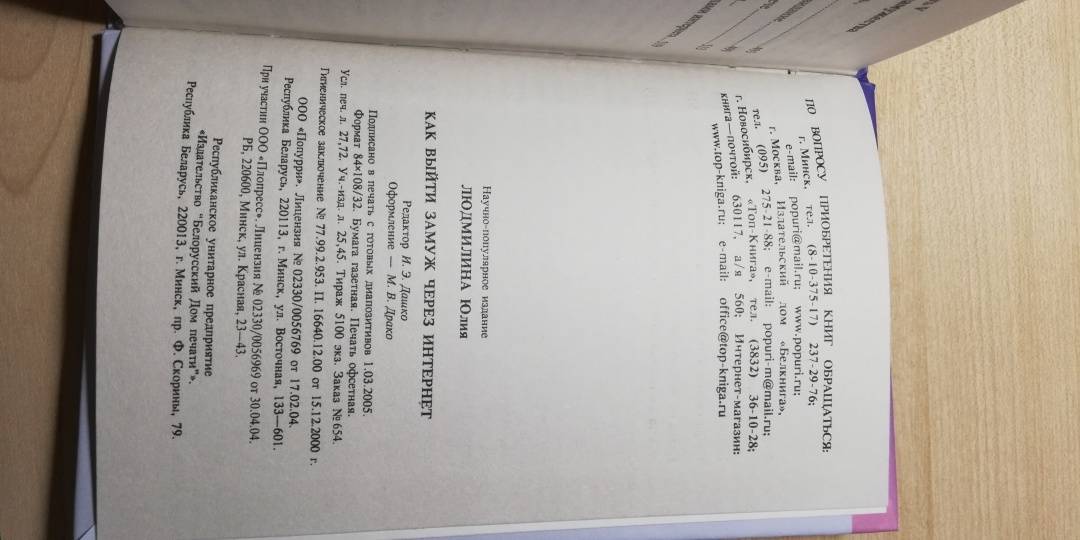 ПО ВОПРОСУ ПРИОБРЕТЕНИЯ КНИГ ОБРАЩАТЬСЯ:
г. Минск, тел. (8-10-375-17) 237-29-76;
e-mail: popuri@mail.ru; www.popuri.ru;
г. Москва, Издательский дом «Белкнига»,
тел. (095) 275-21-88; e-mail: popuri-m@mail.ru;
г. Новосибирск, «Топ-Книга», тел. (3832) 36-10-28;
книга—почтой: 630117, а/я 560; Интернет-магазин:
www.top-kniga.ru; e-mail: office@top-kniga.ru
Научно-популярное издание
ЛЮДМИЛИНА Юлия
КАК ВЫЙТИ ЗАМУЖ ЧЕРЕЗ ИНТЕРНЕТ
Редактор И. Э. Дашко
Оформление — М. В. Драко
Подписано в печать с готовых диапозитивов 1.03.2005.
Формат 84×108/32. Бумага газетная. Печать офсетная.
Усл. печ. л. 27,72. Уч.-изд. л. 25,45. Тираж 5100 экз. Заказ № 654.
Гигиеническое заключение № 77.99.2.953. П. 16640.12.00 от 15.12.2000 г.
ООО «Попурри». Лицензия № 02330/0056769 от 17.02.04.
Республика Беларусь, 220113, г. Минск, ул. Восточная, 133—601.
При участии ООО «Плопресс». Лицензия № 02330/0056969 от 30.04.04.
РБ, 220600, Минск, ул. Красная, 23—43.
Республиканское унитарное предприятие
«Издательство "Белорусский Дом печати"».
Республика Беларусь, 220013, г. Минск, пр. Ф. Скорины, 79.